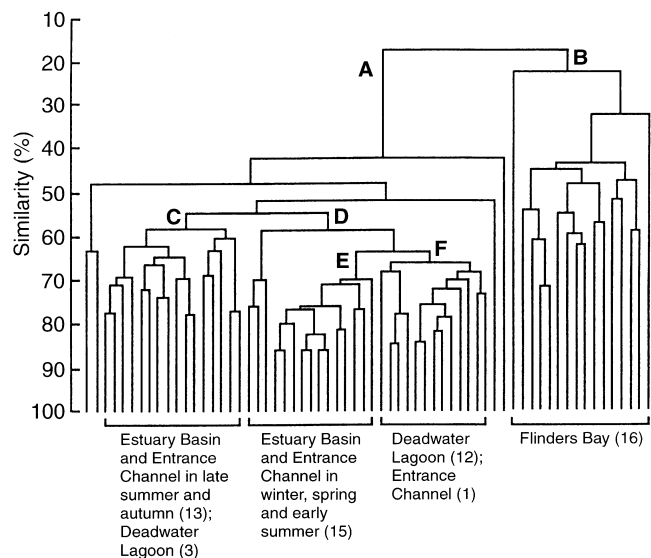 10
20
30
40
50
60
70
80
90
100
Similarity (%)
A
B
C
D
E
F
Estuary Basin
and Entrance
Channel in late
summer and
autumn (13);
Deadwater
Lagoon (3)
Estuary Basin
and Entrance
Channel in
winter, spring
and early
summer (15)
Deadwater
Lagoon (12);
Entrance
Channel (1)
Flinders Bay (16)